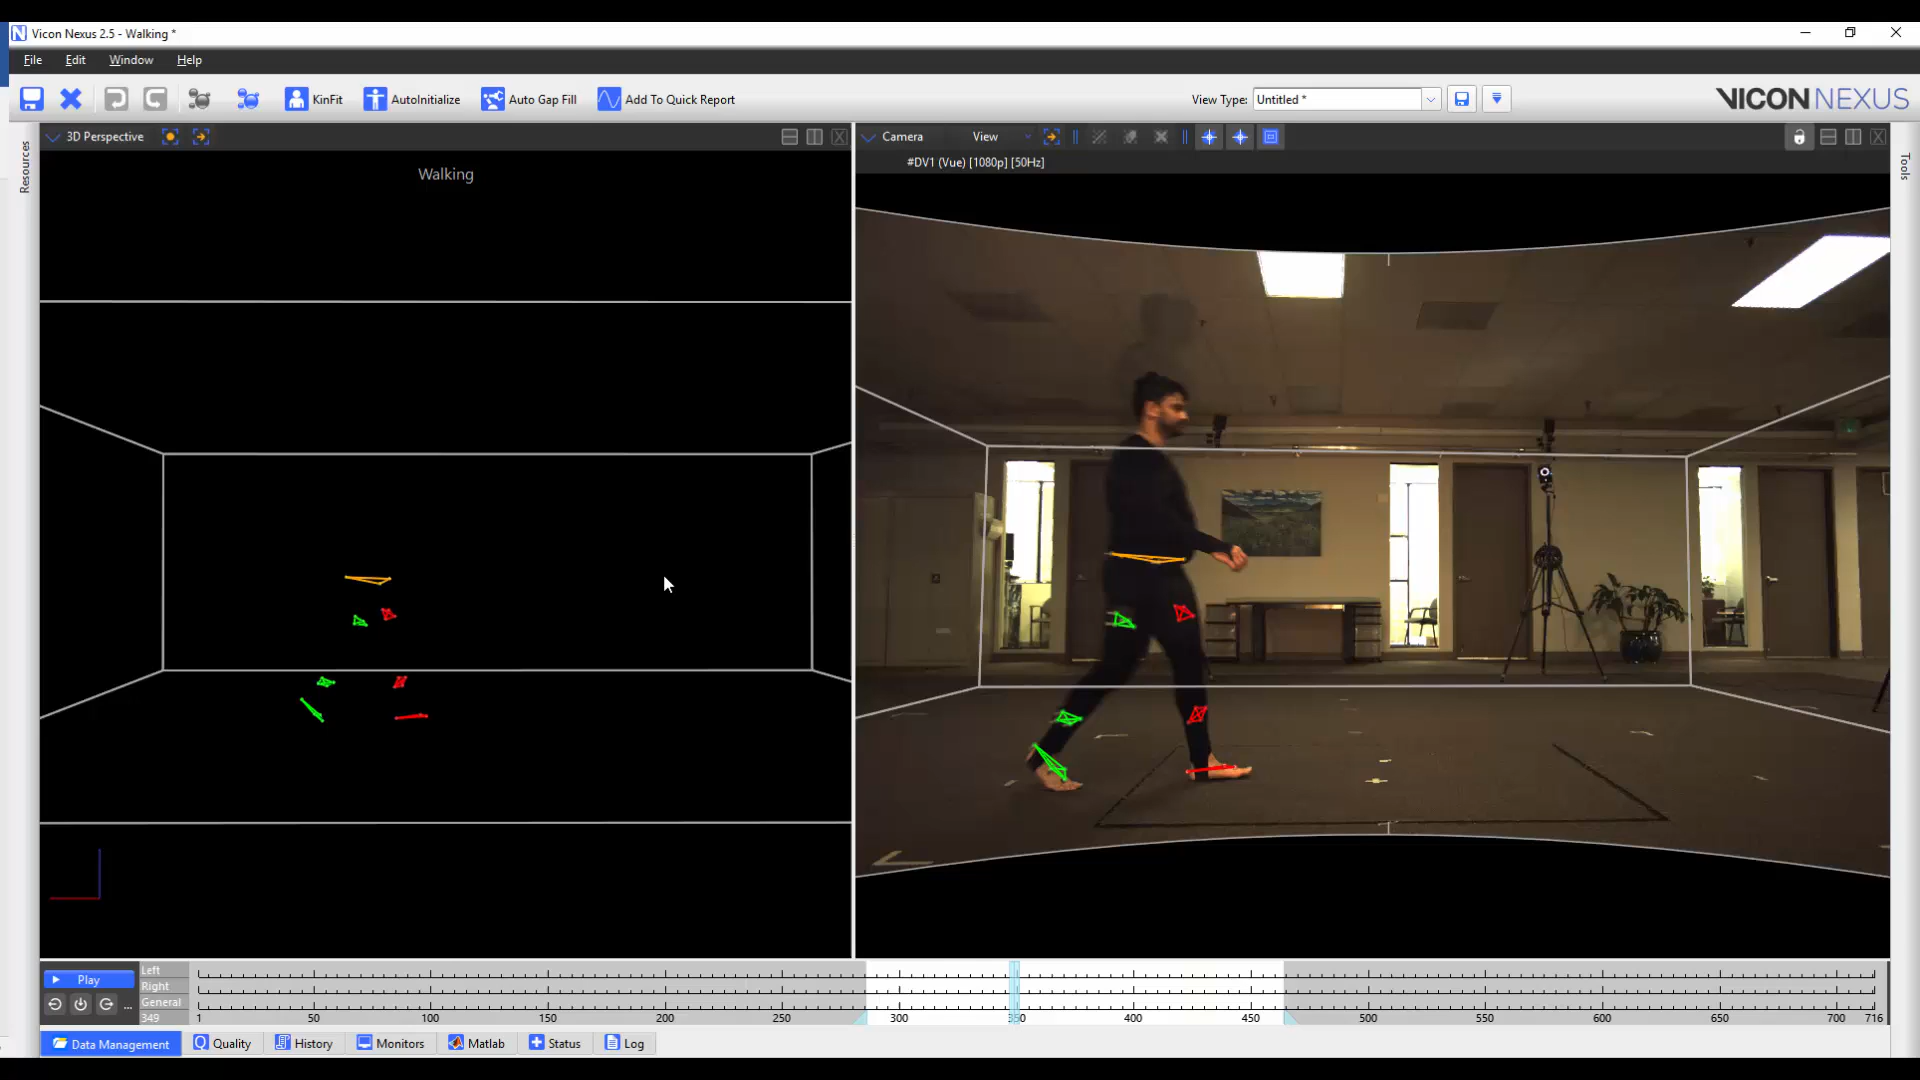 Vicon Nexus 2.5 - Walking *
File Edit Window Help
KinFit AutoInitialize Auto Gap Fill Add To Quick Report View Type: Untitled * VICON NEXUS
3D Perspective Camera View
#DV1 (Vue) [1080p] [50Hz]
Resources
Walking
Tools
Play Left
Right
... General
349 1 50 100 150 200 250 300 350 400 450 500 550 600 650 700 716
Data Management Quality History Monitors Matlab Status Log